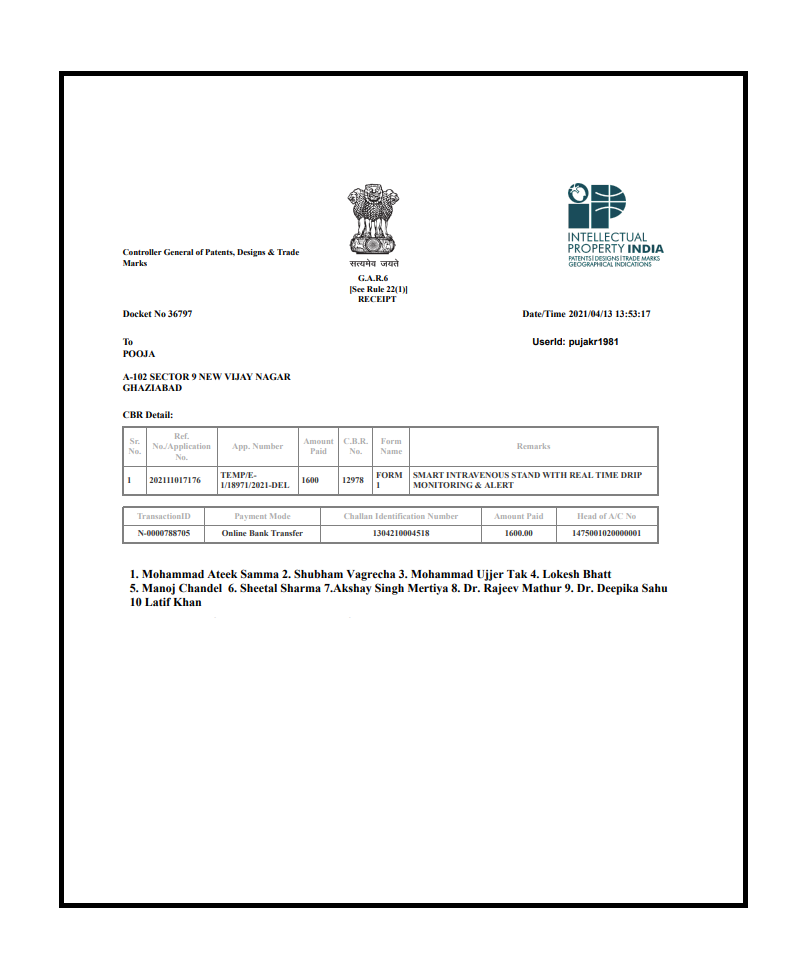 सत्यमेव जयते
INTELLECTUAL
PROPERTY INDIA
PATENTS | DESIGNS | TRADE MARKS
GEOGRAPHICAL INDICATIONS
Controller General of Patents, Designs & Trade
Marks
G.A.R.6
[See Rule 22(1)]
RECEIPT
Docket No 36797
Date/Time 2021/04/13 13:53:17
To
POOJA
UserId: pujakr1981
A-102 SECTOR 9 NEW VIJAY NAGAR
GHAZIABAD
CBR Detail:
Sr. No. Ref. No./Application No. App. Number Amount Paid C.B.R. No. Form Name Remarks
1 202111017176 TEMP/E-1/18971/2021-DEL 1600 12978 FORM 1 SMART INTRAVENOUS STAND WITH REAL TIME DRIP MONITORING & ALERT
TransactionID Payment Mode Challan Identification Number Amount Paid Head of A/C No
N-0000788705 Online Bank Transfer 1304210004518 1600.00 1475001020000001
1. Mohammad Ateek Samma 2. Shubham Vagrecha 3. Mohammad Ujjer Tak 4. Lokesh Bhatt
5. Manoj Chandel 6. Sheetal Sharma 7.Akshay Singh Mertiya 8. Dr. Rajeev Mathur 9. Dr. Deepika Sahu
10 Latif Khan